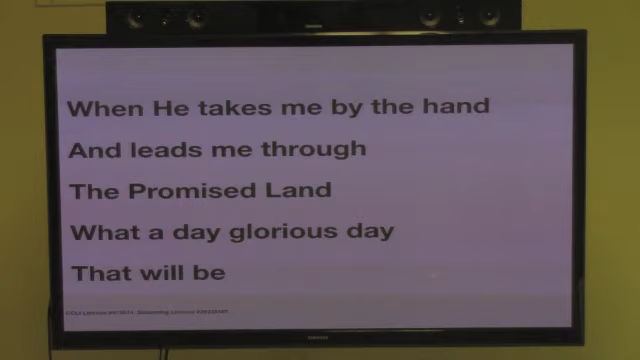 When He takes me by the hand
And leads me through
The Promised Land
What a day glorious day
That will be
SAMSUNG